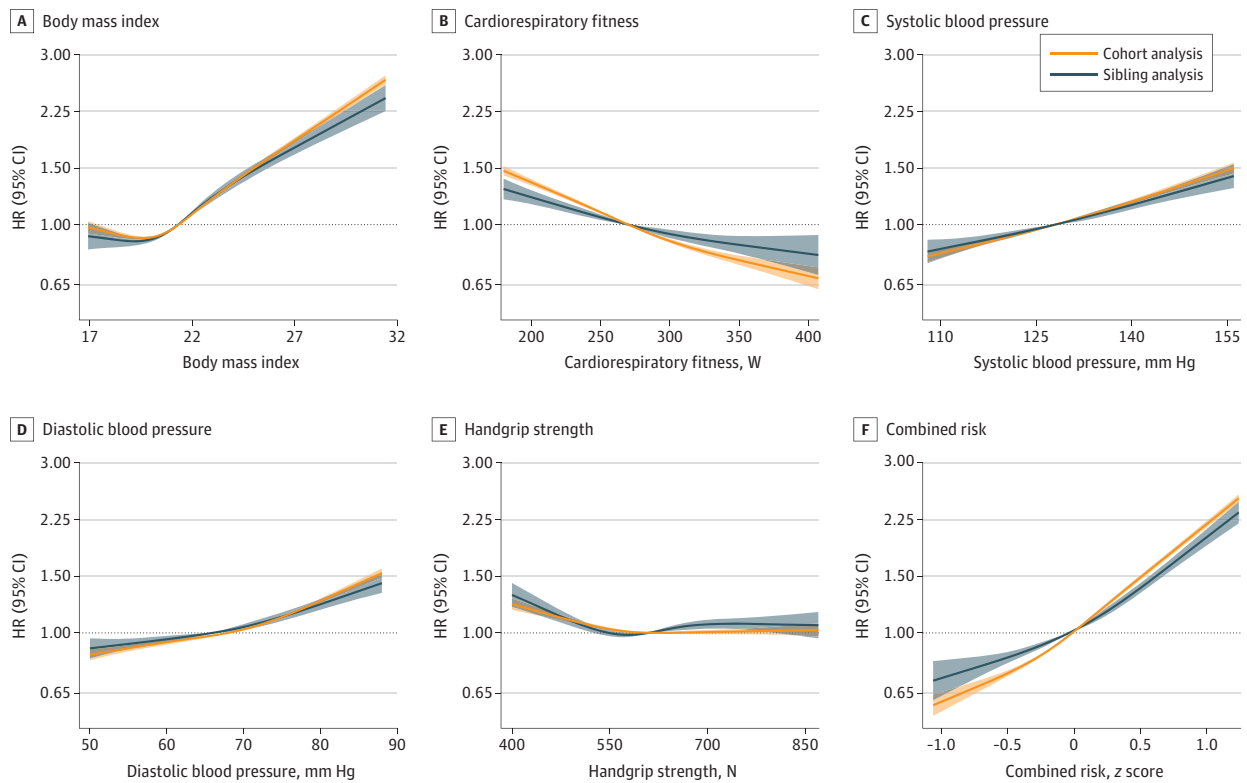 A Body mass index
3.00
2.25
1.50
1.00
0.65
HR (95% CI)
17 22 27 32
Body mass index
B Cardiorespiratory fitness
3.00
2.25
1.50
1.00
0.65
HR (95% CI)
200 250 300 350 400
Cardiorespiratory fitness, W
C Systolic blood pressure
Cohort analysis
Sibling analysis
3.00
2.25
1.50
1.00
0.65
HR (95% CI)
110 125 140 155
Systolic blood pressure, mm Hg
D Diastolic blood pressure
3.00
2.25
1.50
1.00
0.65
HR (95% CI)
50 60 70 80 90
Diastolic blood pressure, mm Hg
E Handgrip strength
3.00
2.25
1.50
1.00
0.65
HR (95% CI)
400 550 700 850
Handgrip strength, N
F Combined risk
3.00
2.25
1.50
1.00
0.65
HR (95% CI)
-1.0 -0.5 0 0.5 1.0
Combined risk, z score